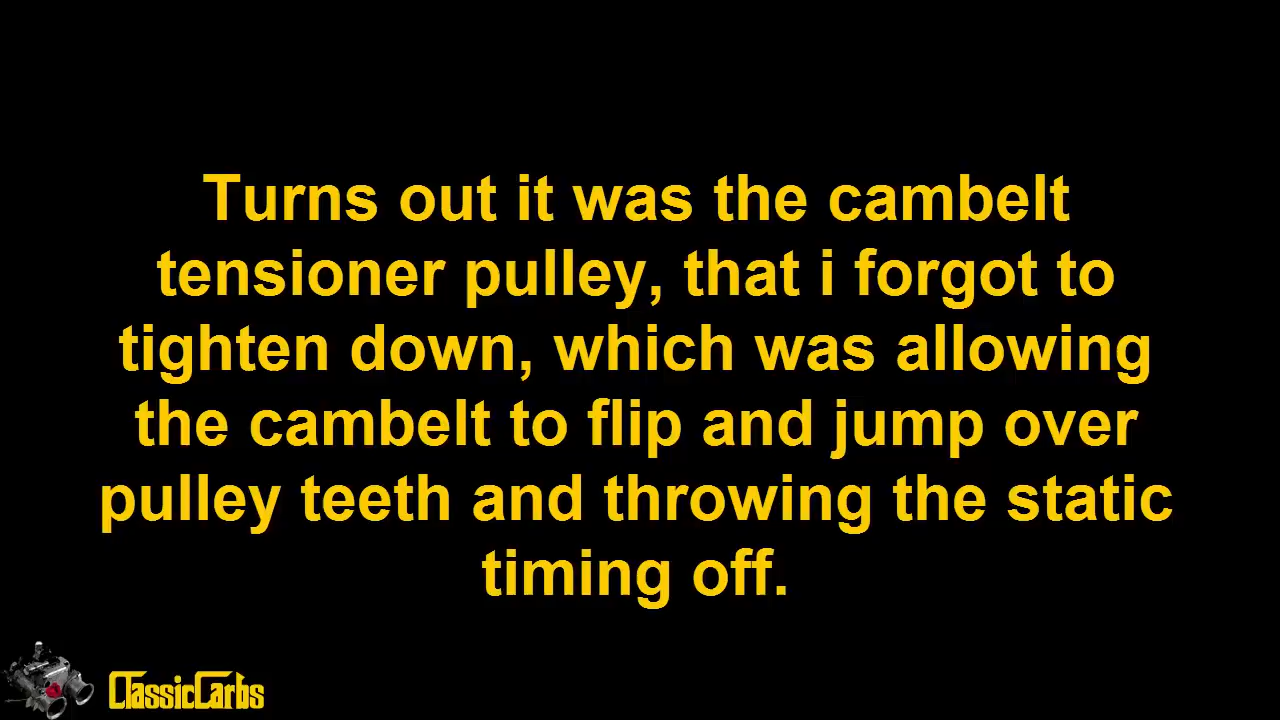 Turns out it was the cambelt
tensioner pulley, that i forgot to
tighten down, which was allowing
the cambelt to flip and jump over
pulley teeth and throwing the static
timing off.
ClassicCarbs